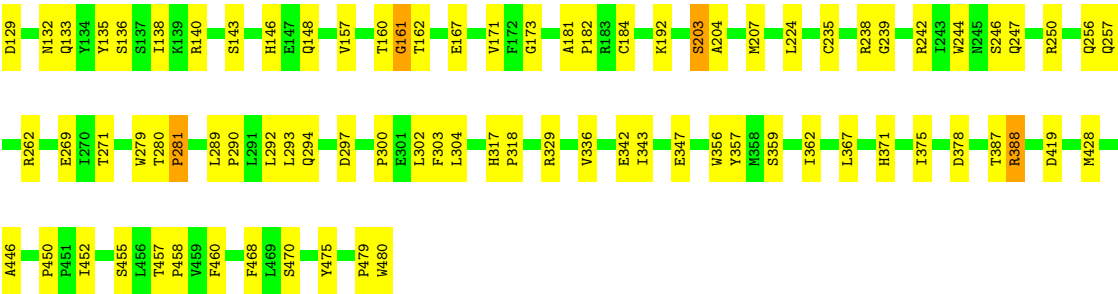 D129 N132 Q133 Y134 Y135 S136 S137 I138 K139 R140 S143 H146 E147 Q148 V157 T160 G161 T162 E167 V171 F172 G173 A181 P182 R183 C184 K192 S203 A204 M207 L224 C235 R238 G239 R242 I243 W244 N245 S246 Q247 R250 Q256 Q257
R262 E269 I270 T271 W279 T280 P281 L289 P290 L291 L292 L293 Q294 D297 P300 E301 L302 F303 L304 H317 P318 R329 V336 E342 I343 E347 W356 Y357 M358 S359 I362 L367 H371 I375 D378 T387 R388 D419 M428
A446 P450 P451 I452 S455 L456 T457 P458 V459 F460 F468 L469 S470 Y475 P479 W480